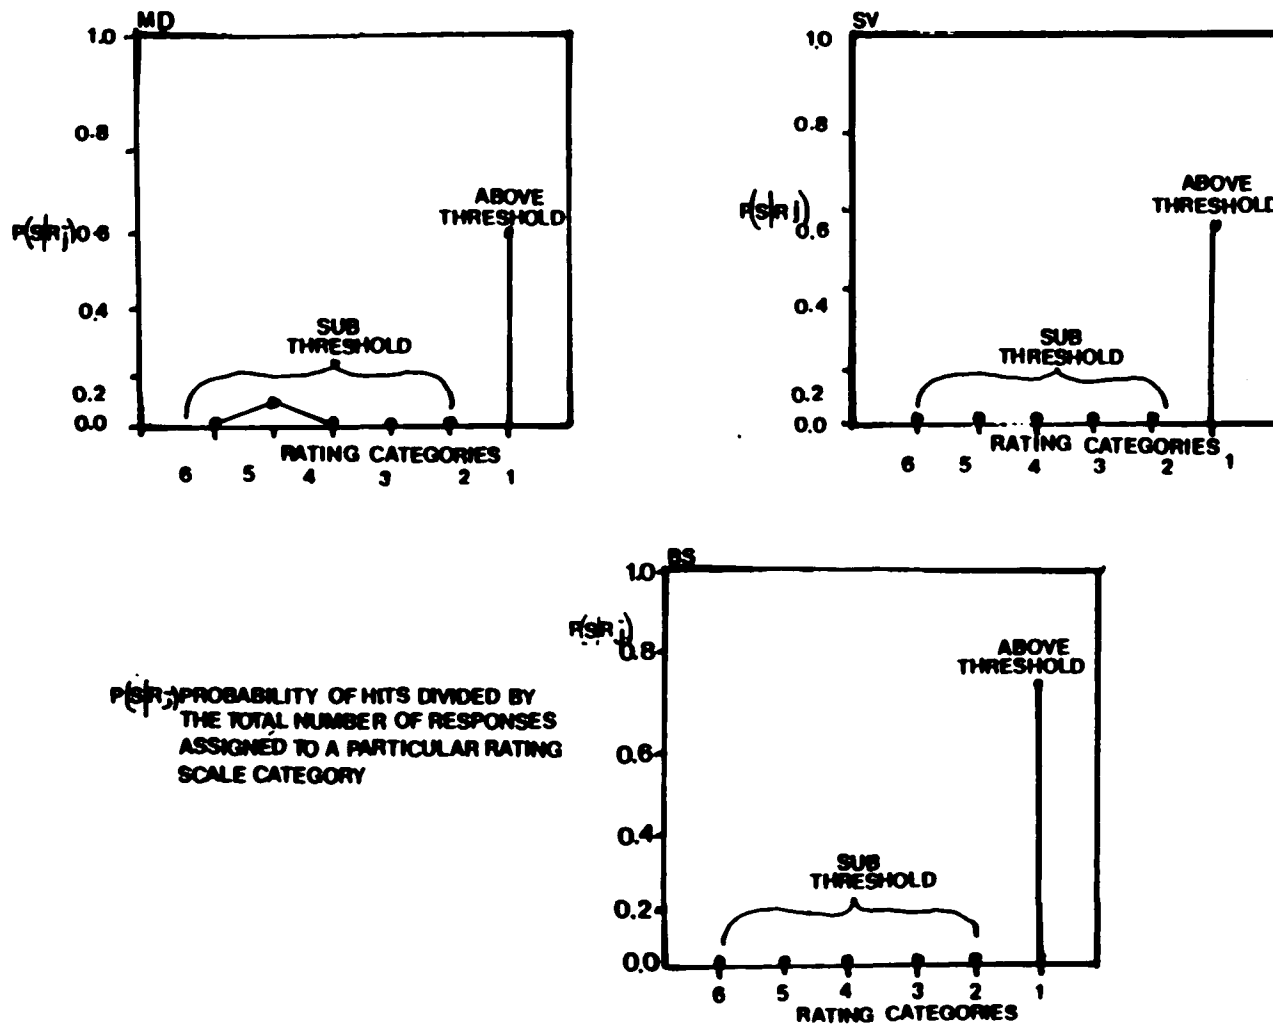 MD
1.0
0.8
P(S|Rj) 0.6
0.4
0.2
0.0
ABOVE
THRESHOLD
SUB
THRESHOLD
RATING CATEGORIES
6 5 4 3 2 1
SV
1.0
0.8
P(S|Rj)
0.6
0.4
0.2
0.0
ABOVE
THRESHOLD
SUB
THRESHOLD
RATING CATEGORIES
6 5 4 3 2 1
BS
1.0
P(S|Rj)
0.8
0.6
0.4
0.2
0.0
ABOVE
THRESHOLD
SUB
THRESHOLD
6 5 4 3 2 1
RATING CATEGORIES
P(S|Rj) PROBABILITY OF HITS DIVIDED BY
THE TOTAL NUMBER OF RESPONSES
ASSIGNED TO A PARTICULAR RATING
SCALE CATEGORY